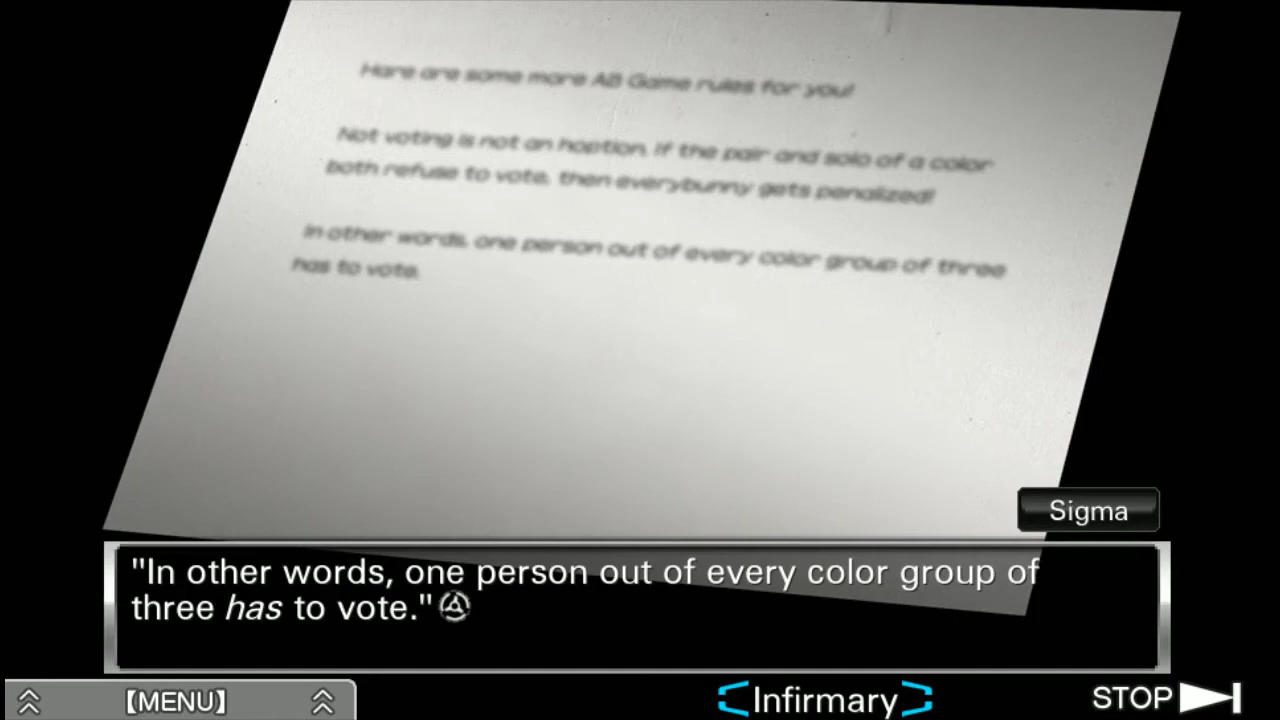 Hare are some more AB Game rules for you!
Not voting is not an hoption. If the pair and solo of a color
both refuse to vote, then everybunny gets penalized!
In other words, one person out of every color group of three
has to vote.
Sigma
"In other words, one person out of every color group of
three has to vote."
【MENU】
Infirmary
STOP